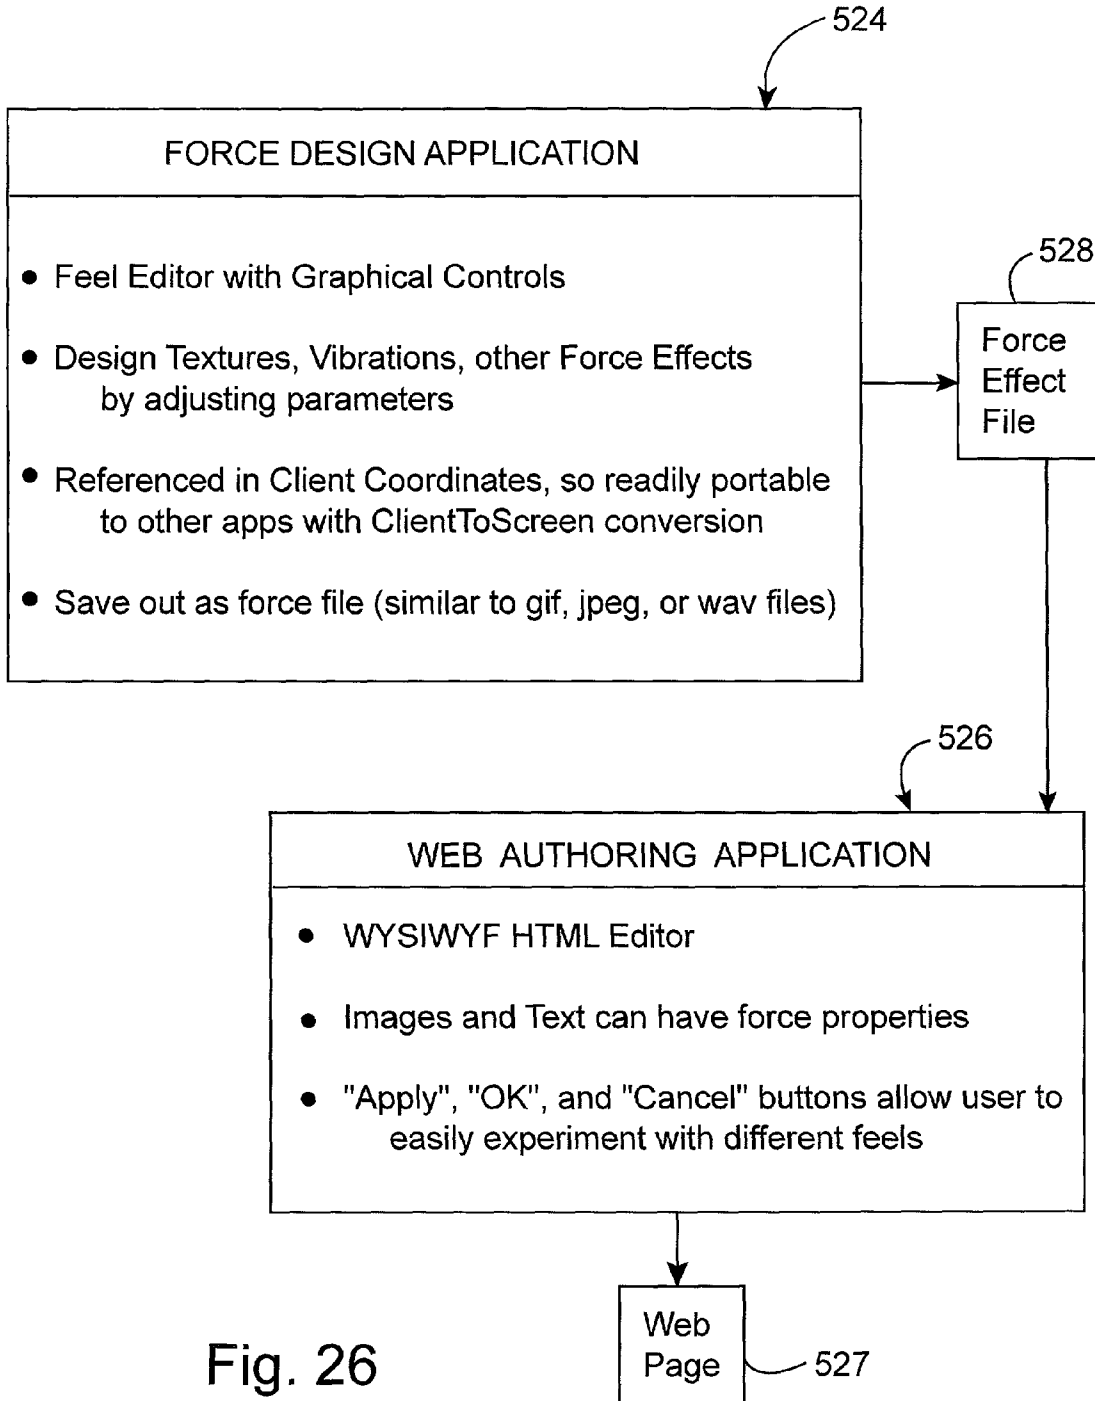 524
FORCE DESIGN APPLICATION
• Feel Editor with Graphical Controls
• Design Textures, Vibrations, other Force Effects
by adjusting parameters
• Referenced in Client Coordinates, so readily portable
to other apps with ClientToScreen conversion
• Save out as force file (similar to gif, jpeg, or wav files)
528
Force
Effect
File
526
WEB AUTHORING APPLICATION
• WYSIWYF HTML Editor
• Images and Text can have force properties
• "Apply", "OK", and "Cancel" buttons allow user to
easily experiment with different feels
Web
Page
527
Fig. 26